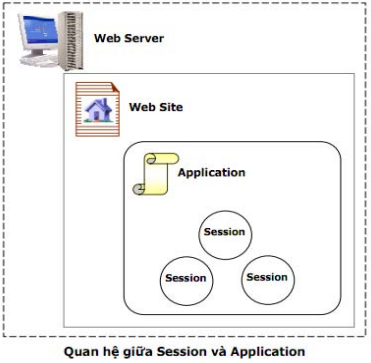 Web Server
Web Site
Application
Session
Session
Session
Quan hệ giữa Session và Application